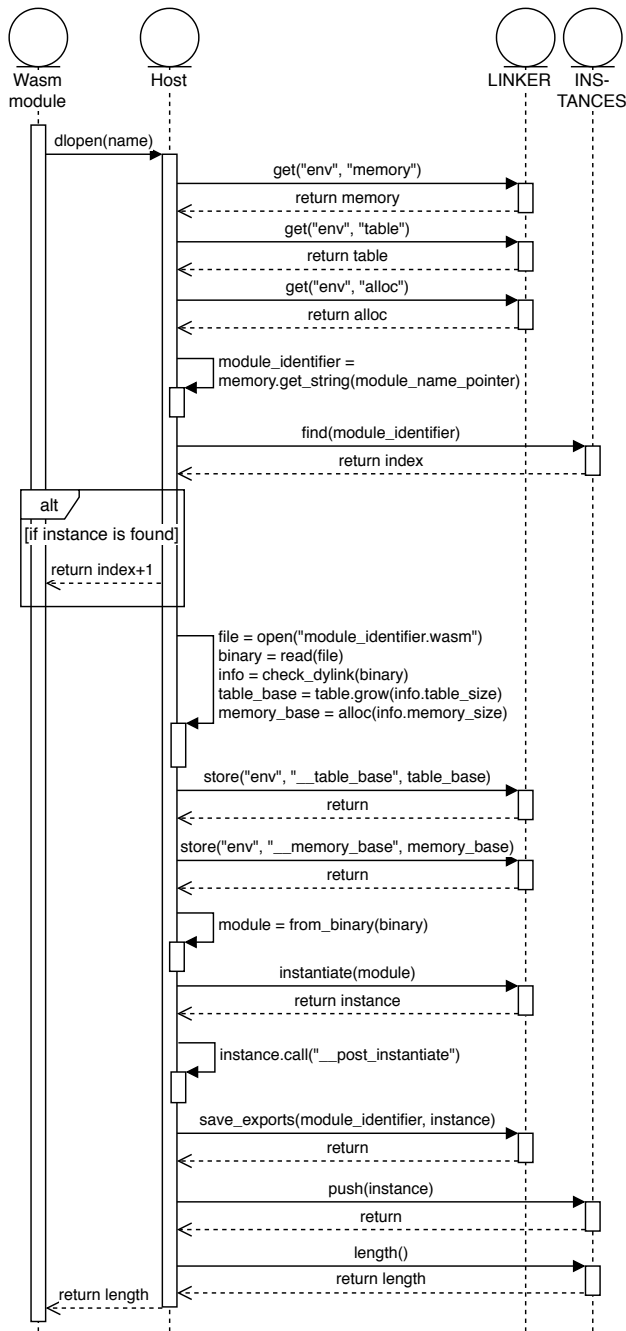 Wasm
module
Host
LINKER
INS-
TANCES
dlopen(name)
get("env", "memory")
return memory
get("env", "table")
return table
get("env", "alloc")
return alloc
module_identifier =
memory.get_string(module_name_pointer)
find(module_identifier)
return index
alt
[if instance is found]
return index+1
file = open("module_identifier.wasm")
binary = read(file)
info = check_dylink(binary)
table_base = table.grow(info.table_size)
memory_base = alloc(info.memory_size)
store("env", "__table_base", table_base)
return
store("env", "__memory_base", memory_base)
return
module = from_binary(binary)
instantiate(module)
return instance
instance.call("__post_instantiate")
save_exports(module_identifier, instance)
return
push(instance)
return
length()
return length
return length